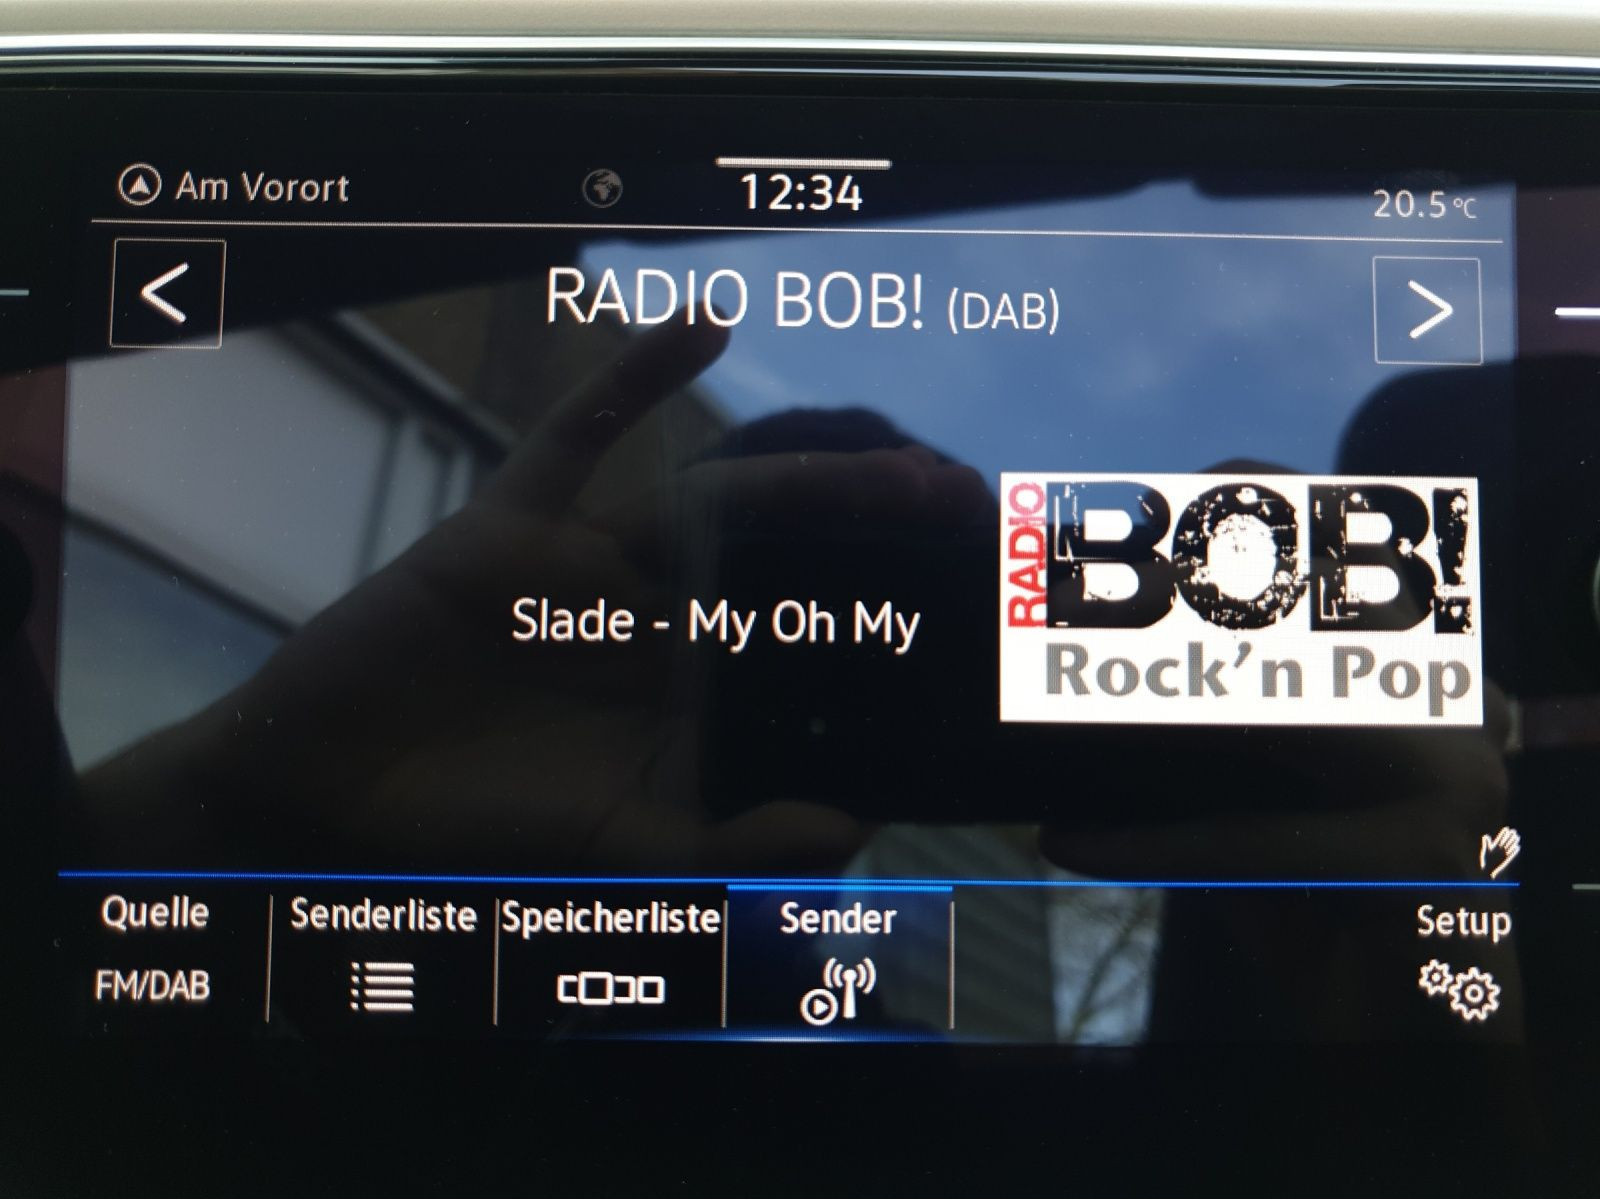 Am Vorort
12:34
20.5°C
RADIO BOB! (DAB)
Slade - My Oh My
RADIO
BOB!
Rock'n Pop
Quelle
FM/DAB
Senderliste
Speicherliste
Sender
Setup